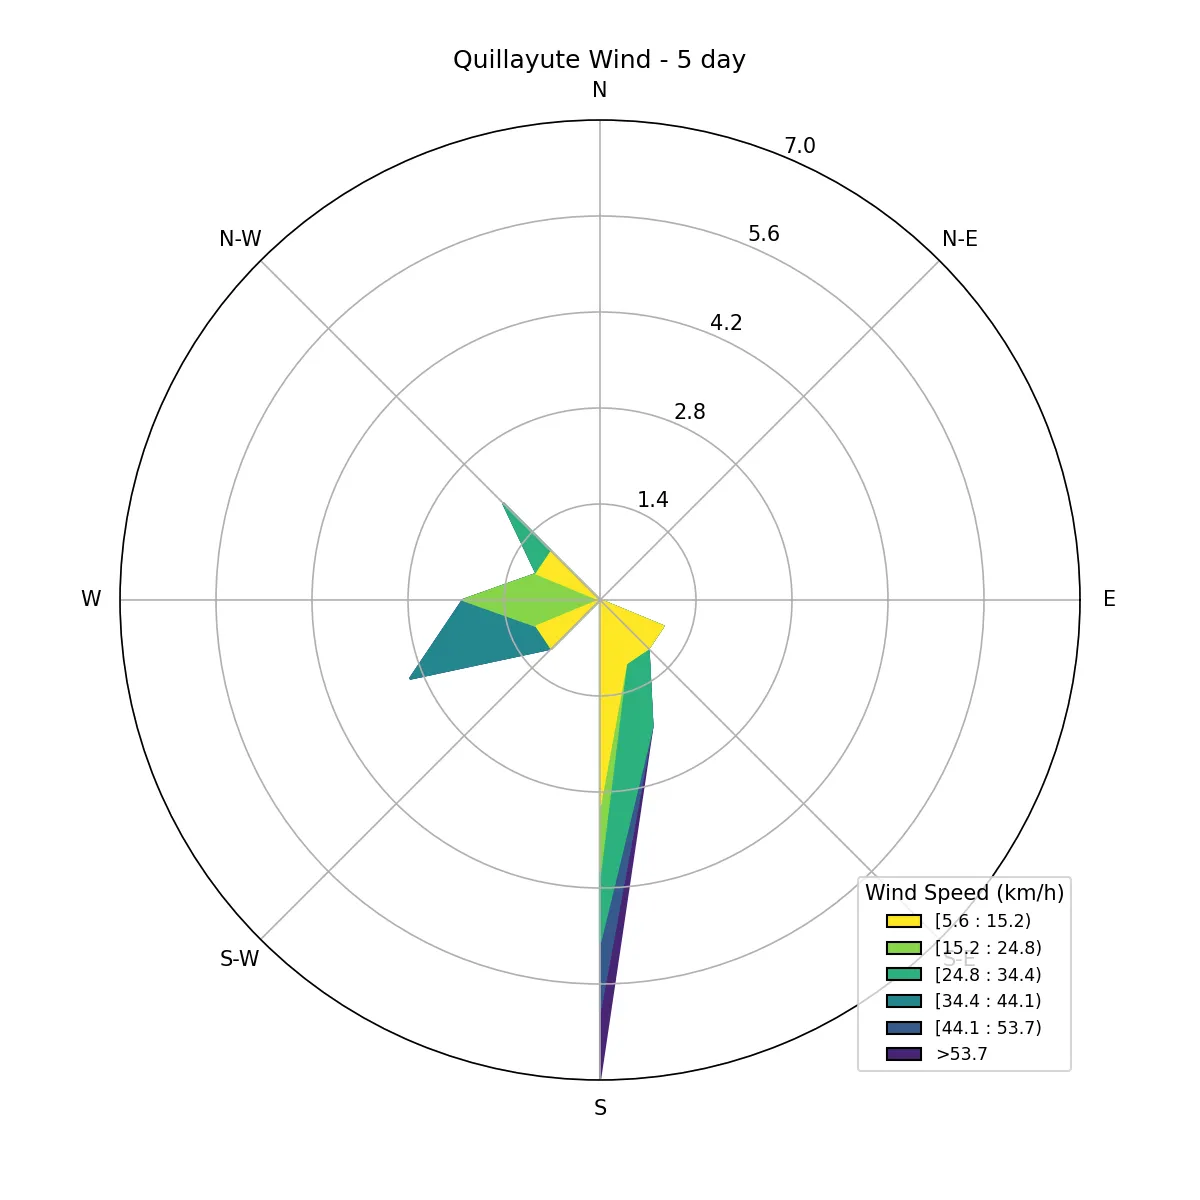 Quillayute Wind - 5 day
N
7.0
N-W
5.6
N-E
4.2
2.8
1.4
W
E
S-W
S-E
S
Wind Speed (km/h)
[5.6 : 15.2)
[15.2 : 24.8)
[24.8 : 34.4)
[34.4 : 44.1)
[44.1 : 53.7)
>53.7